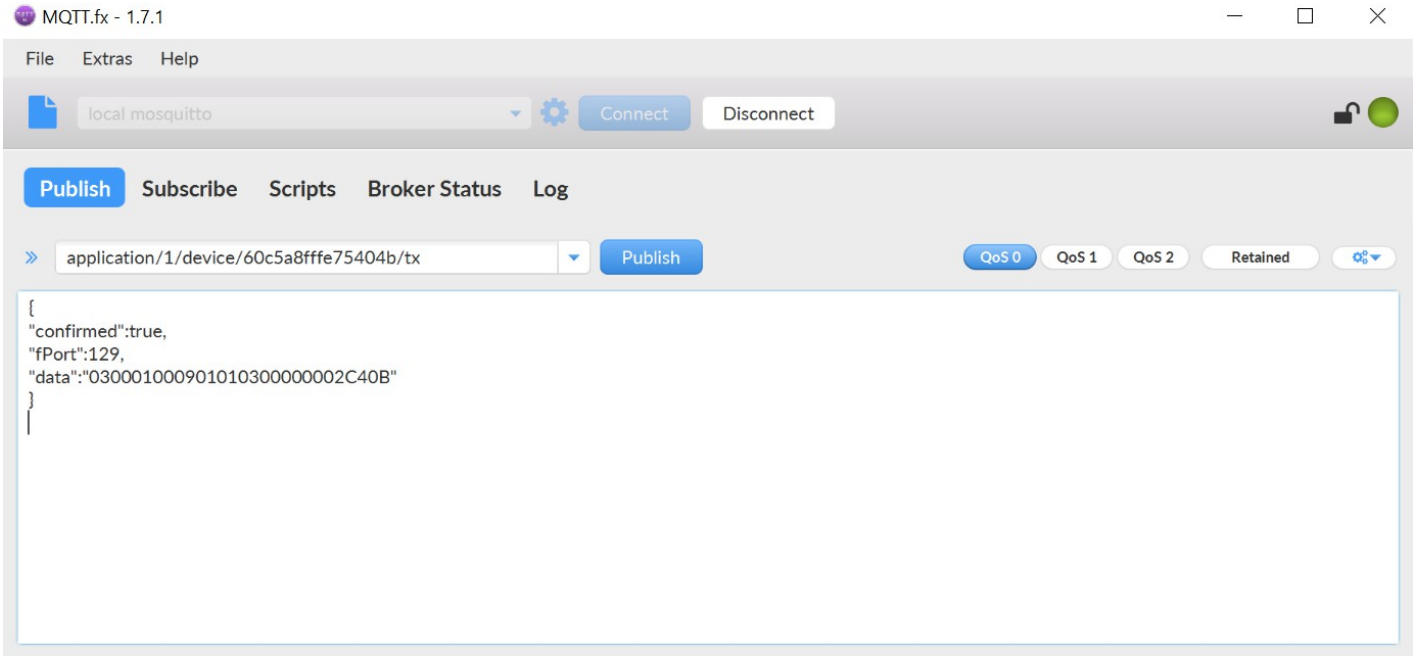 MQTT.fx - 1.7.1
File Extras Help
local mosquitto Connect Disconnect
Publish Subscribe Scripts Broker Status Log
application/1/device/60c5a8fffe75404b/tx Publish QoS 0 QoS 1 QoS 2 Retained
{
"confirmed":true,
"fPort":129,
"data":"030001000901010300000002C40B"
}